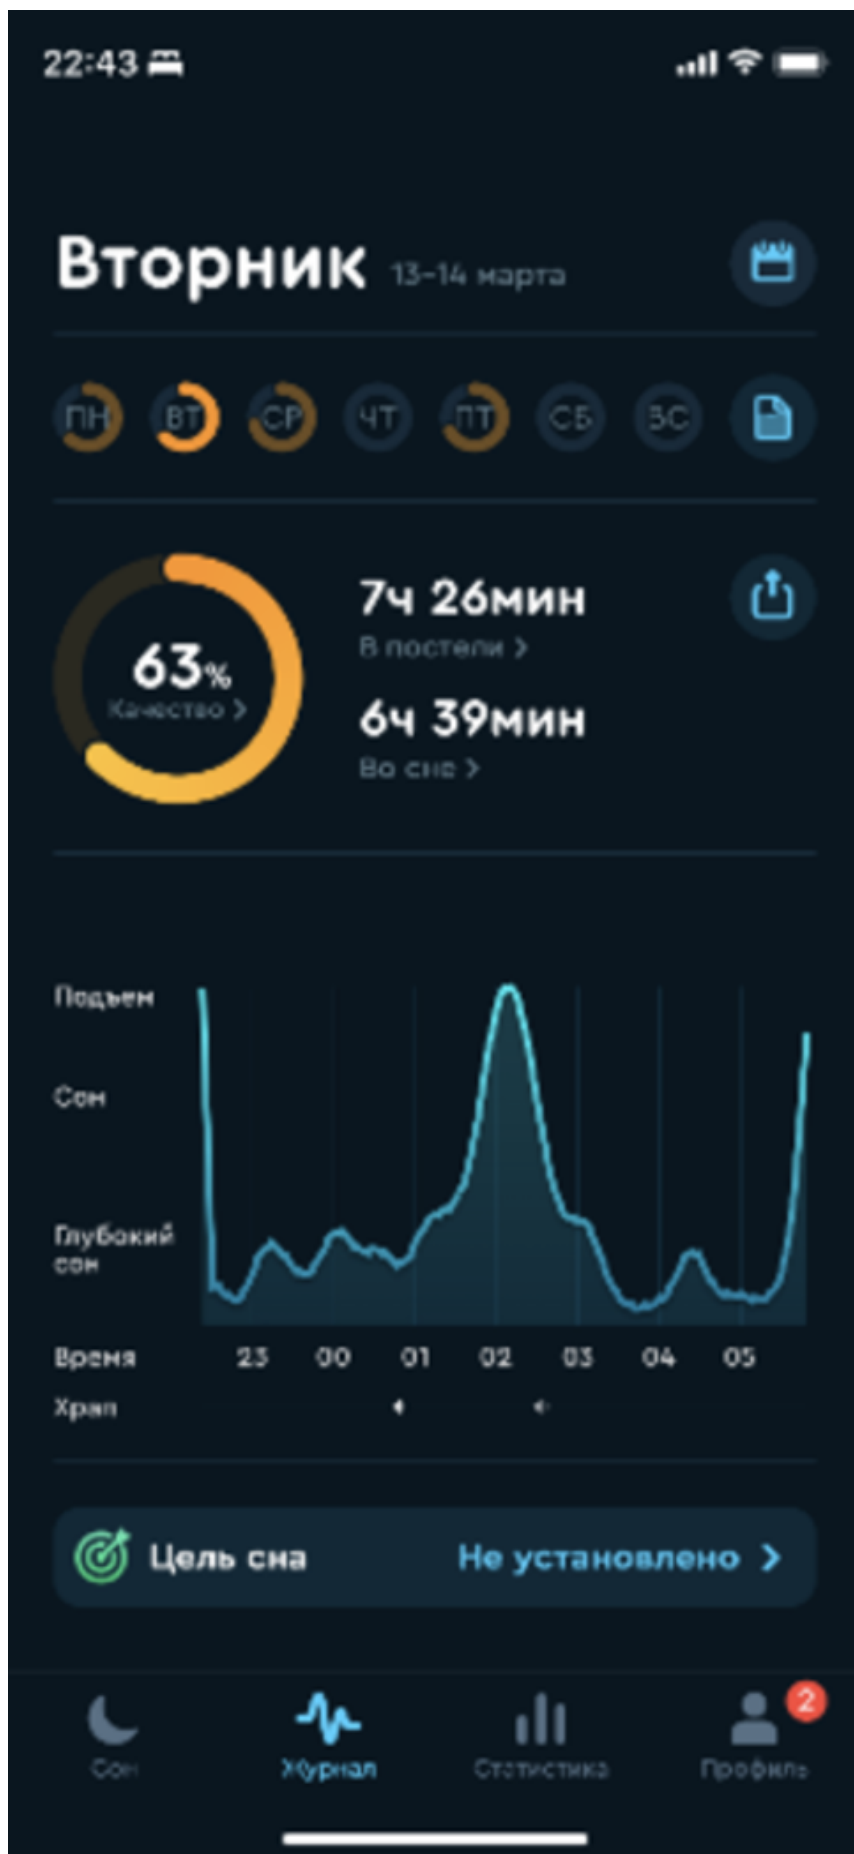 22:43
Вторник 13–14 марта
ПН ВТ СР ЧТ ПТ СБ ВС
63%
Качество
7ч 26мин
В постели
6ч 39мин
Во сне
Подъем
Сон
Глубокий
сон
Время 23 00 01 02 03 04 05
Храп
Цель сна Не установлено
2
Сон Журнал Статистика Профиль